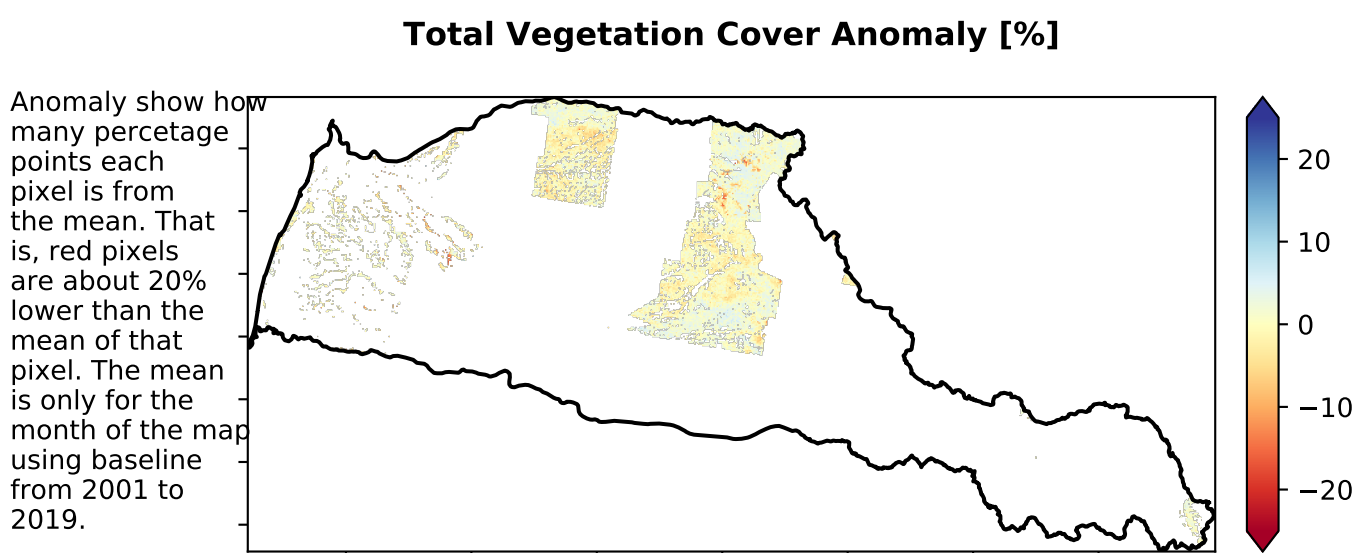 Total Vegetation Cover Anomaly [%]
Anomaly show how
many percetage
points each
pixel is from
the mean. That
is, red pixels
are about 20%
lower than the
mean of that
pixel. The mean
is only for the
month of the map
using baseline
from 2001 to
2019.
20
10
0
−10
−20